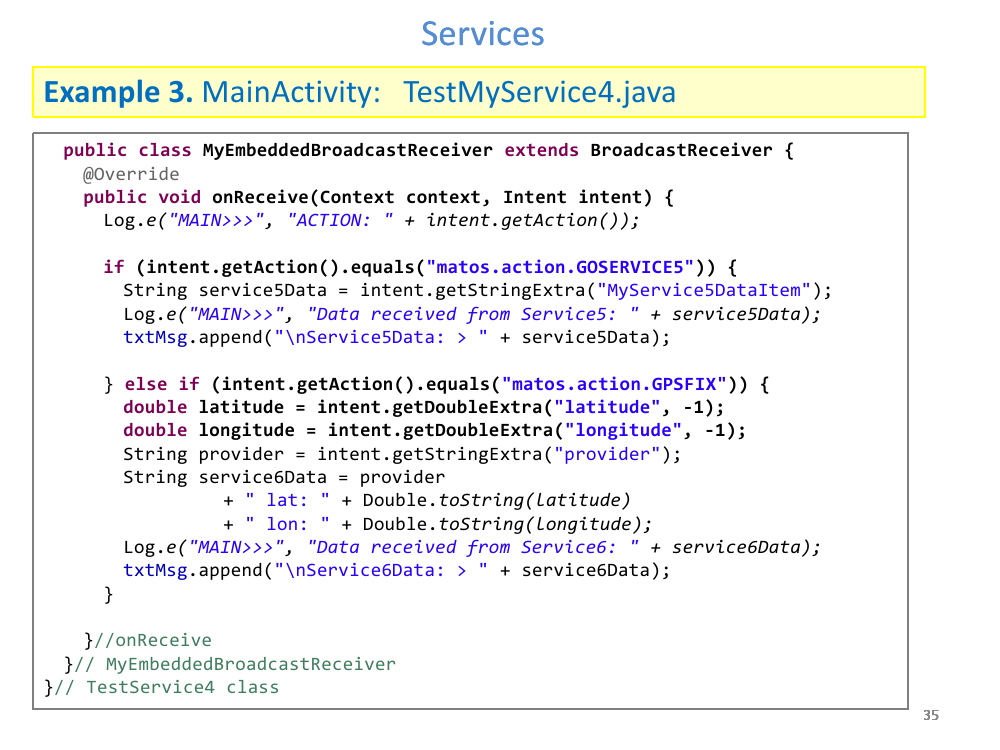 Services
Example 3. MainActivity: TestMyService4.java
public class MyEmbeddedBroadcastReceiver extends BroadcastReceiver {
@Override
public void onReceive(Context context, Intent intent) {
Log.e("MAIN>>>", "ACTION: " + intent.getAction());
if (intent.getAction().equals("matos.action.GOSERVICE5")) {
String service5Data = intent.getStringExtra("MyService5DataItem");
Log.e("MAIN>>>", "Data received from Service5: " + service5Data);
txtMsg.append("\nService5Data: > " + service5Data);
} else if (intent.getAction().equals("matos.action.GPSFIX")) {
double latitude = intent.getDoubleExtra("latitude", -1);
double longitude = intent.getDoubleExtra("longitude", -1);
String provider = intent.getStringExtra("provider");
String service6Data = provider
+ " lat: " + Double.toString(latitude)
+ " lon: " + Double.toString(longitude);
Log.e("MAIN>>>", "Data received from Service6: " + service6Data);
txtMsg.append("\nService6Data: > " + service6Data);
}
}//onReceive
}// MyEmbeddedBroadcastReceiver
}// TestService4 class
35